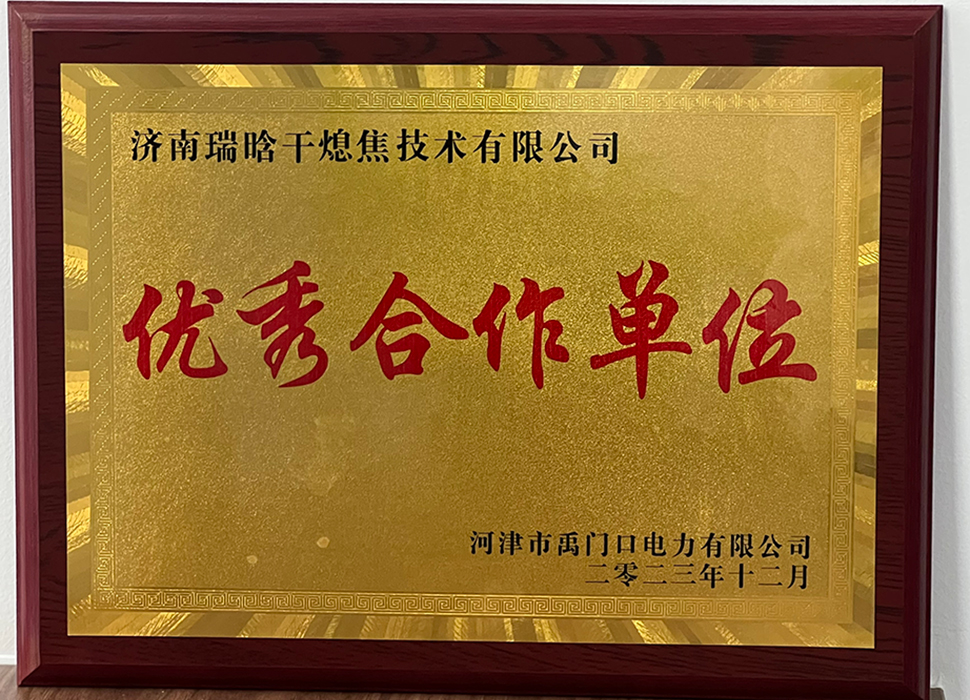 济南瑞晗干熄焦技术有限公司
优秀合作单位
河津市禹门口电力有限公司
二零二三年十二月